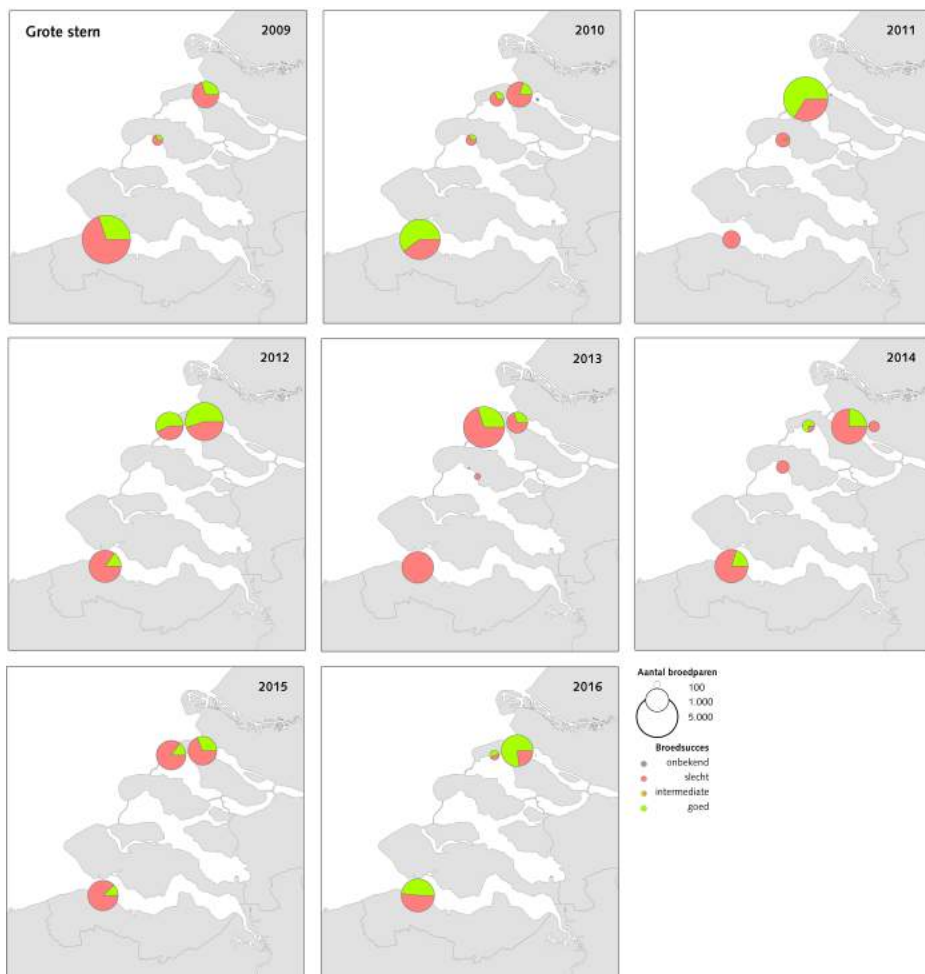 Grote stern
2009
2010
2011
2012
2013
2014
2015
2016
Aantal broedparen
100
1.000
5.000
Broedsucces
onbekend
slecht
intermediate
goed